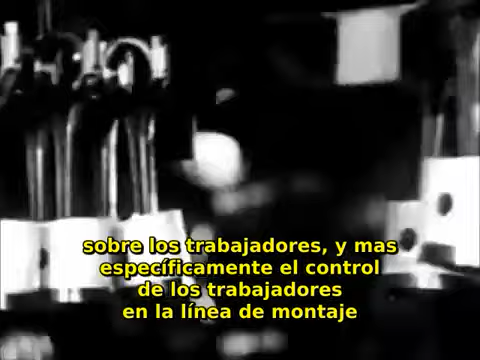 sobre los trabajadores, y mas
específicamente el control
de los trabajadores
en la línea de montaje